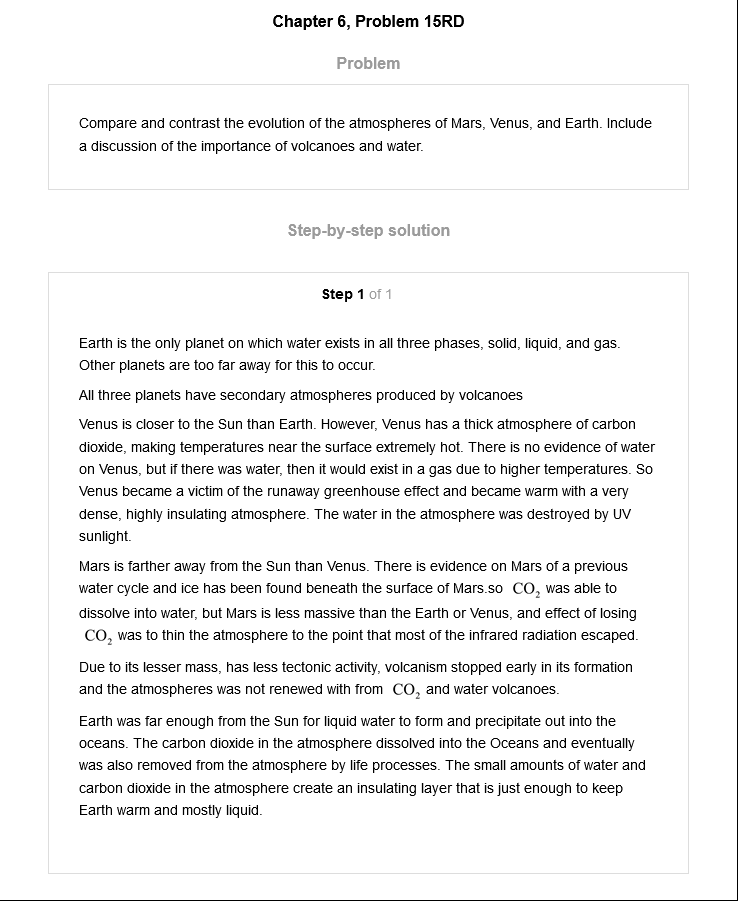 Chapter 6, Problem 15RD
Problem
Compare and contrast the evolution of the atmospheres of Mars, Venus, and Earth. Include
a discussion of the importance of volcanoes and water.
Step-by-step solution
Step 1 of 1
Earth is the only planet on which water exists in all three phases, solid, liquid, and gas.
Other planets are too far away for this to occur.
All three planets have secondary atmospheres produced by volcanoes
Venus is closer to the Sun than Earth. However, Venus has a thick atmosphere of carbon
dioxide, making temperatures near the surface extremely hot. There is no evidence of water
on Venus, but if there was water, then it would exist in a gas due to higher temperatures. So
Venus became a victim of the runaway greenhouse effect and became warm with a very
dense, highly insulating atmosphere. The water in the atmosphere was destroyed by UV
sunlight.
Mars is farther away from the Sun than Venus. There is evidence on Mars of a previous
water cycle and ice has been found beneath the surface of Mars.so CO₂ was able to
dissolve into water, but Mars is less massive than the Earth or Venus, and effect of losing
CO₂ was to thin the atmosphere to the point that most of the infrared radiation escaped.
Due to its lesser mass, has less tectonic activity, volcanism stopped early in its formation
and the atmospheres was not renewed with from CO₂ and water volcanoes.
Earth was far enough from the Sun for liquid water to form and precipitate out into the
oceans. The carbon dioxide in the atmosphere dissolved into the Oceans and eventually
was also removed from the atmosphere by life processes. The small amounts of water and
carbon dioxide in the atmosphere create an insulating layer that is just enough to keep
Earth warm and mostly liquid.